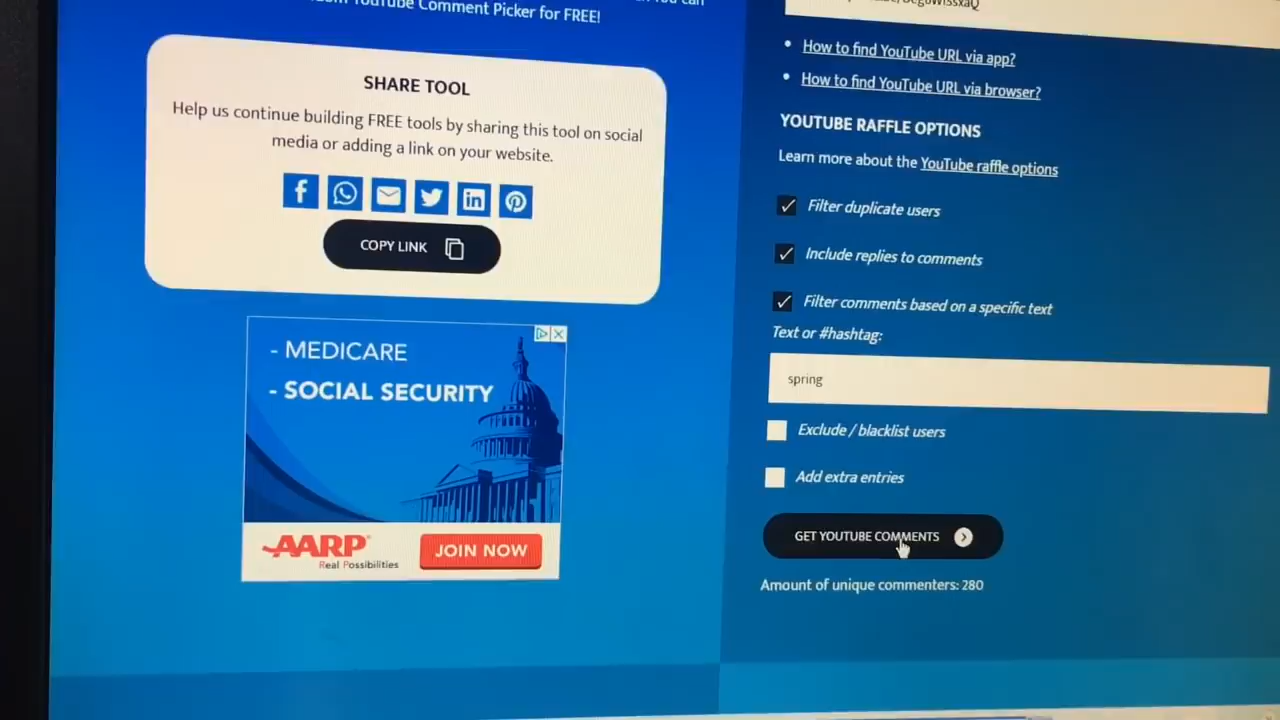 YouTube Comment Picker for FREE!
SHARE TOOL
Help us continue building FREE tools by sharing this tool on social
media or adding a link on your website.
COPY LINK
- MEDICARE
- SOCIAL SECURITY
AARP
Real Possibilities
JOIN NOW
How to find YouTube URL via app?
How to find YouTube URL via browser?
YOUTUBE RAFFLE OPTIONS
Learn more about the YouTube raffle options
Filter duplicate users
Include replies to comments
Filter comments based on a specific text
Text or #hashtag:
spring
Exclude / blacklist users
Add extra entries
GET YOUTUBE COMMENTS
Amount of unique commenters: 280